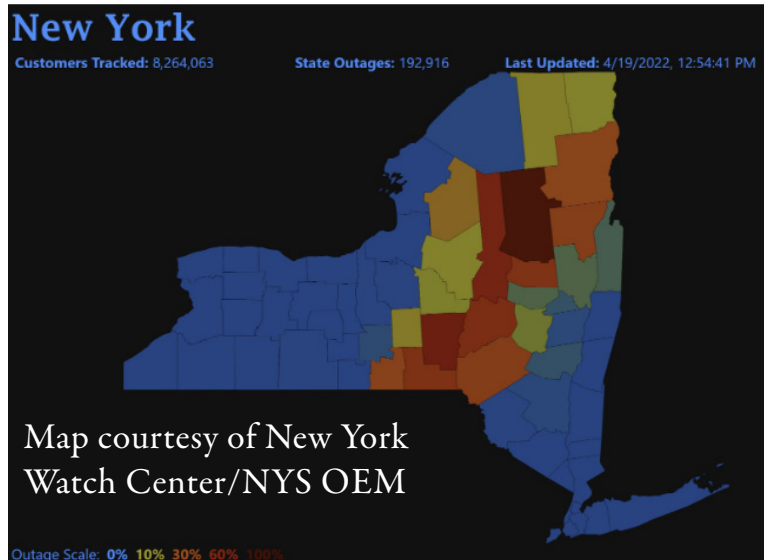 New York
Customers Tracked: 8,264,063 State Outages: 192,916 Last Updated: 4/19/2022, 12:54:41 PM
Map courtesy of New York
Watch Center/NYS OEM
Outage Scale: 0% 10% 30% 60% 100%